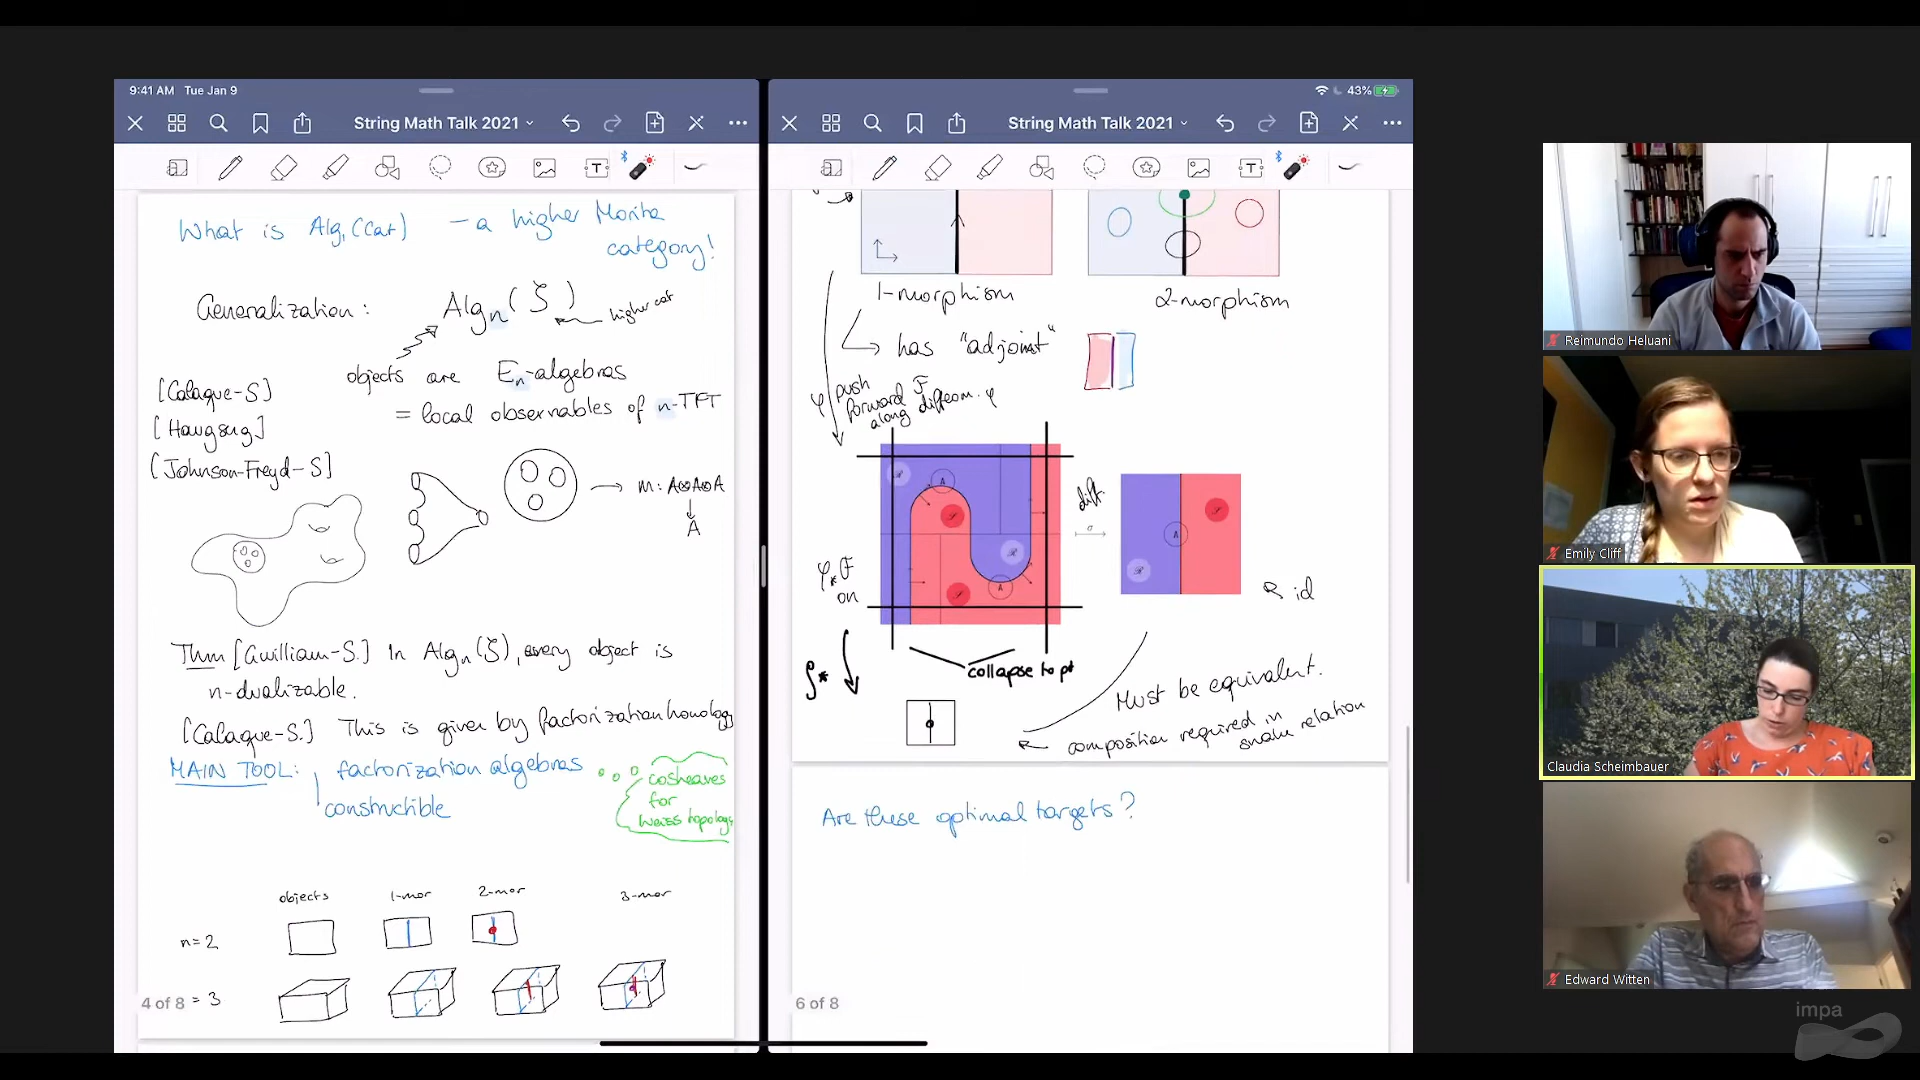 9:41 AM Tue Jan 9
String Math Talk 2021
What is Alg₁(Cat) – a higher Morita
category!
Generalization: Algₙ(ζ) higher cat
objects are Eₙ-algebras
= local observables of n-TFT
[Calaque-S]
[Haugseng]
[Johnson-Freyd-S]
m: A⊗A⊗A
↓
A
Thm [Gwilliam-S.] In Algₙ(ζ), every object is
n-dualizable.
[Calaque-S.] This is given by factorization homology
MAIN TOOL: factorization algebras
constructible
cosheaves
for
Weiss topology
objects 1-mor 2-mor 3-mor
n=2
4 of 8 = 3
43%
String Math Talk 2021
1-morphism 2-morphism
has "adjoint"
φ push
forward F
along diffeom. φ
A
A
diff.
A
φ*F
on
id
collapse to pt
ρ*
Must be equivalent.
composition required in
snake relation
Are these optimal targets?
6 of 8
Reimundo Heluani
Emily Cliff
Claudia Scheimbauer
Edward Witten
impa